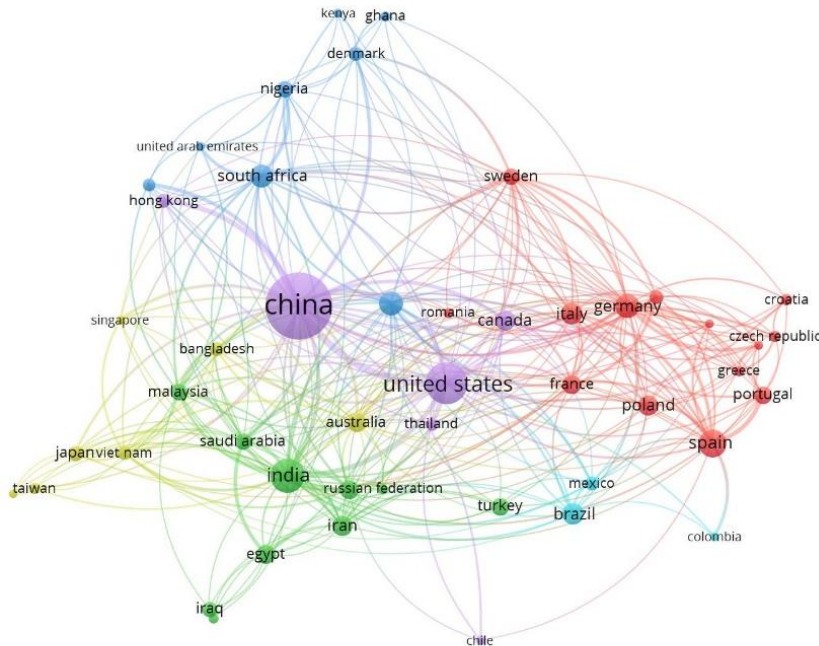 kenya
ghana
denmark
nigeria
united arab emirates
south africa
sweden
hong kong
china
romania
canada
italy
germany
croatia
singapore
czech republic
bangladesh
greece
malaysia
united states
france
portugal
poland
australia
thailand
saudi arabia
spain
japan
viet nam
india
russian federation
mexico
taiwan
turkey
brazil
iran
colombia
egypt
iraq
chile